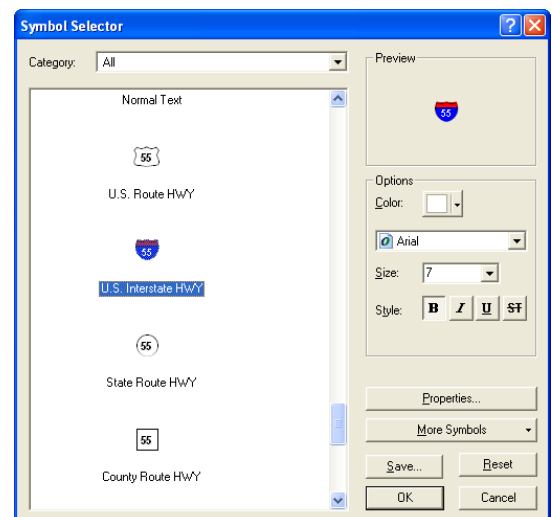 Symbol Selector
Category: All
Normal Text
55
U.S. Route HWY
55
U.S. Interstate HWY
55
State Route HWY
55
County Route HWY
Preview
55
Options
Color:
Arial
Size: 7
Style: B I U ST
Properties...
More Symbols
Save... Reset
OK Cancel